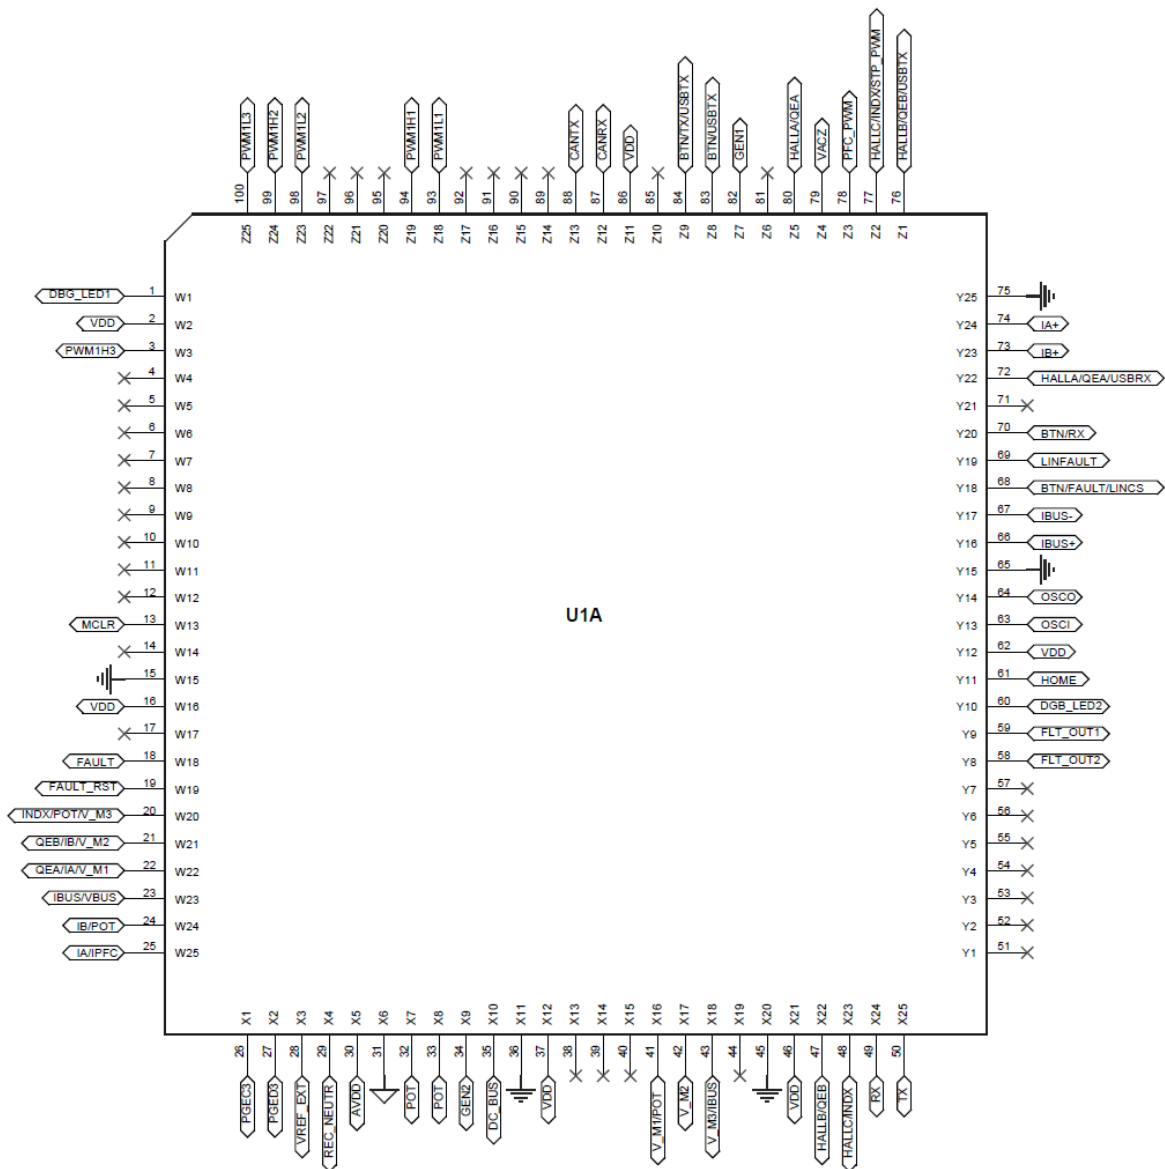 PWM1L3 100 Z25
PWM1H2 99 Z24
PWM1L2 98 Z23
97 Z22
96 Z21
95 Z20
PWM1H1 94 Z19
PWM1L1 93 Z18
92 Z17
91 Z16
90 Z15
89 Z14
CANTX 88 Z13
CANRX 87 Z12
VDD 86 Z11
85 Z10
BTN/TX/USBTX 84 Z9
BTN/USBTX 83 Z8
GEN1 82 Z7
81 Z6
HALLA/QEA 80 Z5
VACZ 79 Z4
PFC_PWM 78 Z3
HALLC/INDX/STP_PWM 77 Z2
HALLB/QEB/USBTX 76 Z1
DBG_LED1 1 W1
VDD 2 W2
PWM1H3 3 W3
4 W4
5 W5
6 W6
7 W7
8 W8
9 W9
10 W10
11 W11
12 W12
MCLR 13 W13
14 W14
15 W15
VDD 16 W16
17 W17
FAULT 18 W18
FAULT_RST 19 W19
INDX/POT/V_M3 20 W20
QEB/IB/V_M2 21 W21
QEA/IA/V_M1 22 W22
IBUS/VBUS 23 W23
IB/POT 24 W24
IA/IPFC 25 W25
U1A
Y25 75
Y24 74 IA+
Y23 73 IB+
Y22 72 HALLA/QEA/USBRX
Y21 71
Y20 70 BTN/RX
Y19 69 LINFAULT
Y18 68 BTN/FAULT/LINCS
Y17 67 IBUS-
Y16 66 IBUS+
Y15 65
Y14 64 OSCO
Y13 63 OSCI
Y12 62 VDD
Y11 61 HOME
Y10 60 DGB_LED2
Y9 59 FLT_OUT1
Y8 58 FLT_OUT2
Y7 57
Y6 56
Y5 55
Y4 54
Y3 53
Y2 52
Y1 51
X1 26 PGEC3
X2 27 PGED3
X3 28 VREF_EXT
X4 29 REC_NEUTR
X5 30 AVDD
X6 31
X7 32 POT
X8 33 POT
X9 34 GEN2
X10 35 DC_BUS
X11 36
X12 37 VDD
X13 38
X14 39
X15 40
X16 41 V_M1/POT
X17 42 V_M2
X18 43 V_M3/IBUS
X19 44
X20 45
X21 46 VDD
X22 47 HALLB/QEB
X23 48 HALLC/INDX
X24 49 RX
X25 50 TX